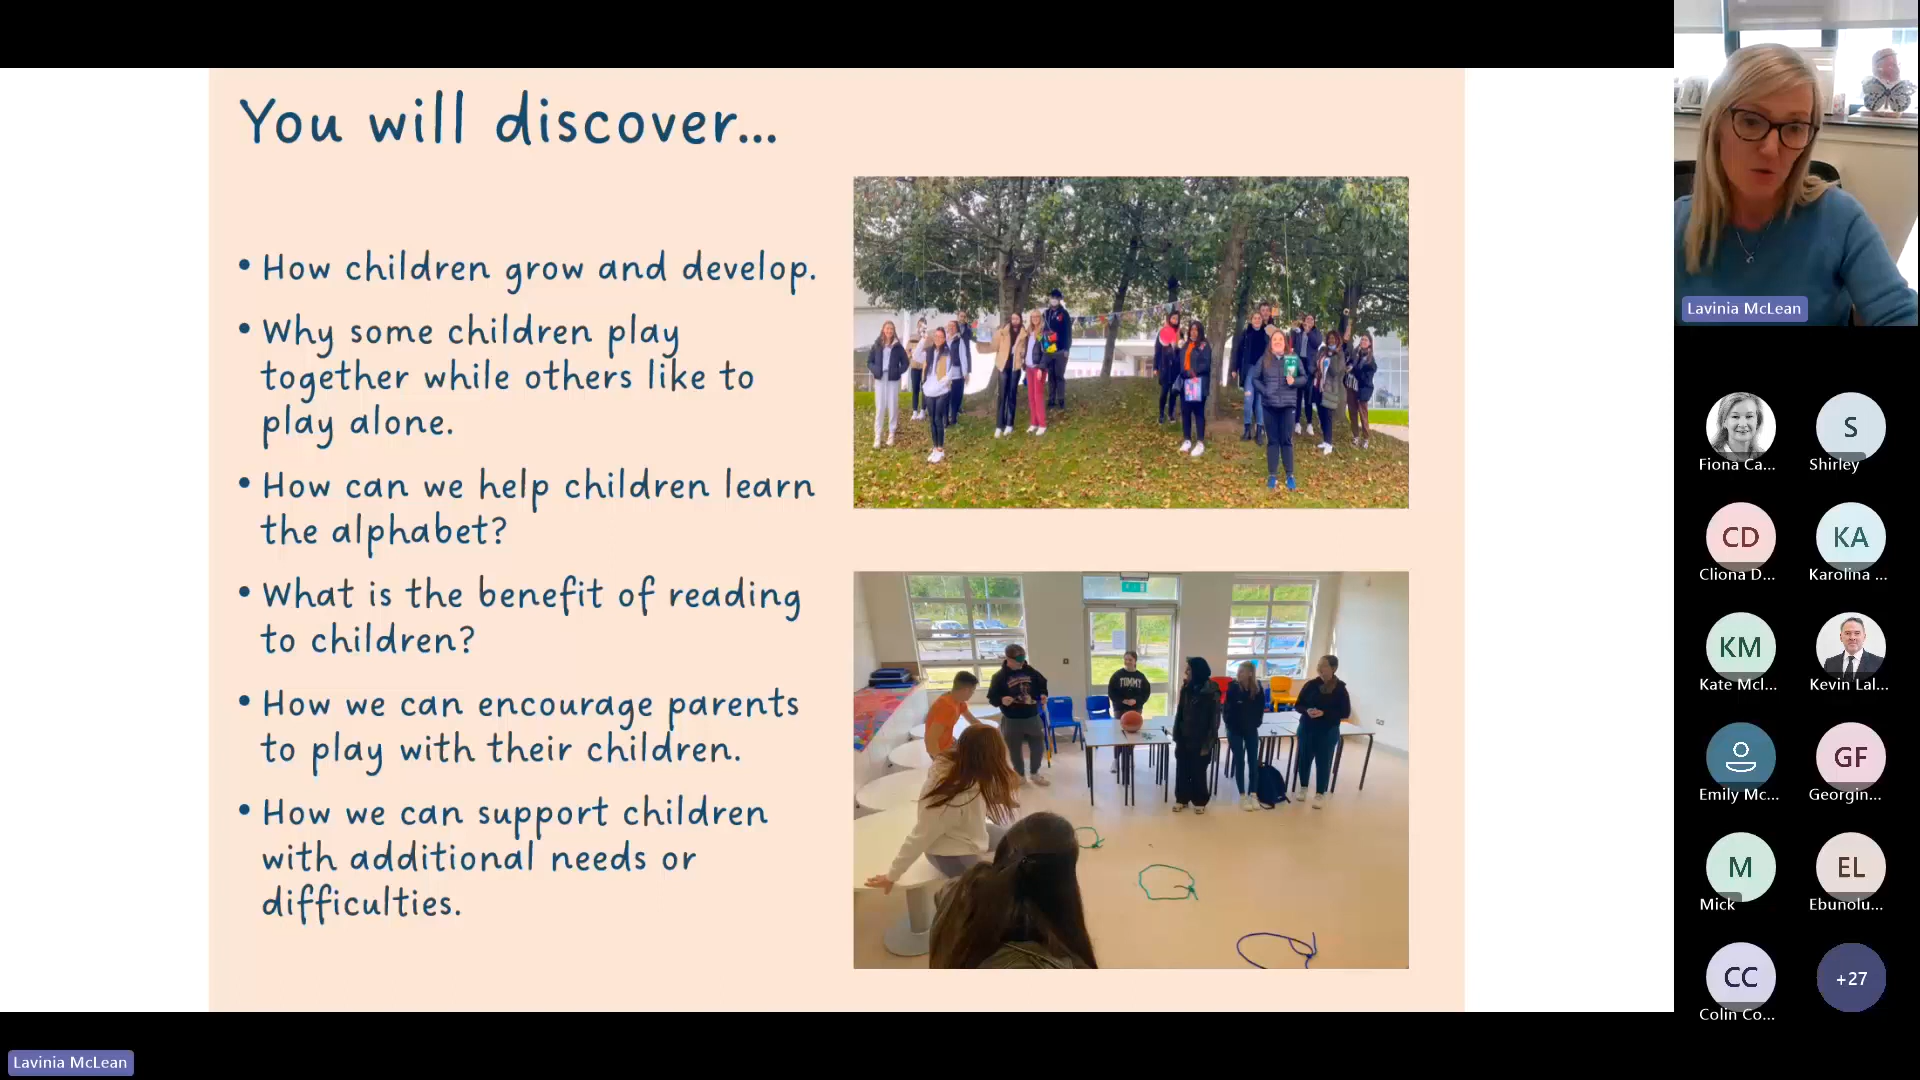 You will discover...
• How children grow and develop.
• Why some children play
together while others like to
play alone.
• How can we help children learn
the alphabet?
• What is the benefit of reading
to children?
• How we can encourage parents
to play with their children.
• How we can support children
with additional needs or
difficulties.
TOMMY
Lavinia McLean
Fiona Ca...
S
Shirley
CD
Cliona D...
KA
Karolina ...
KM
Kate McI...
Kevin Lal...
Emily Mc...
GF
Georgin...
M
Mick
EL
Ebunolu...
CC
Colin Co...
+27
Lavinia McLean